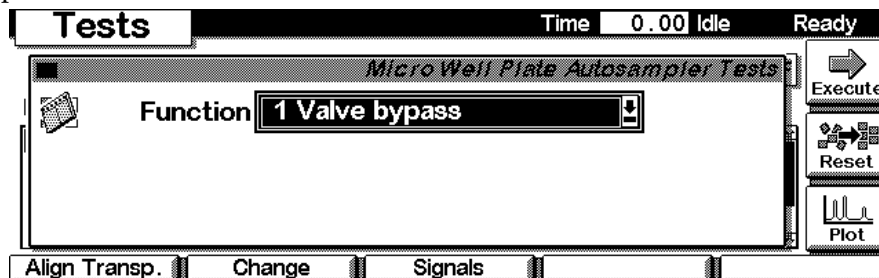 Tests Time 0.00 Idle Ready
Micro Well Plate Autosampler Tests
Execute
Function 1 Valve bypass
Reset
Plot
Align Transp. Change Signals